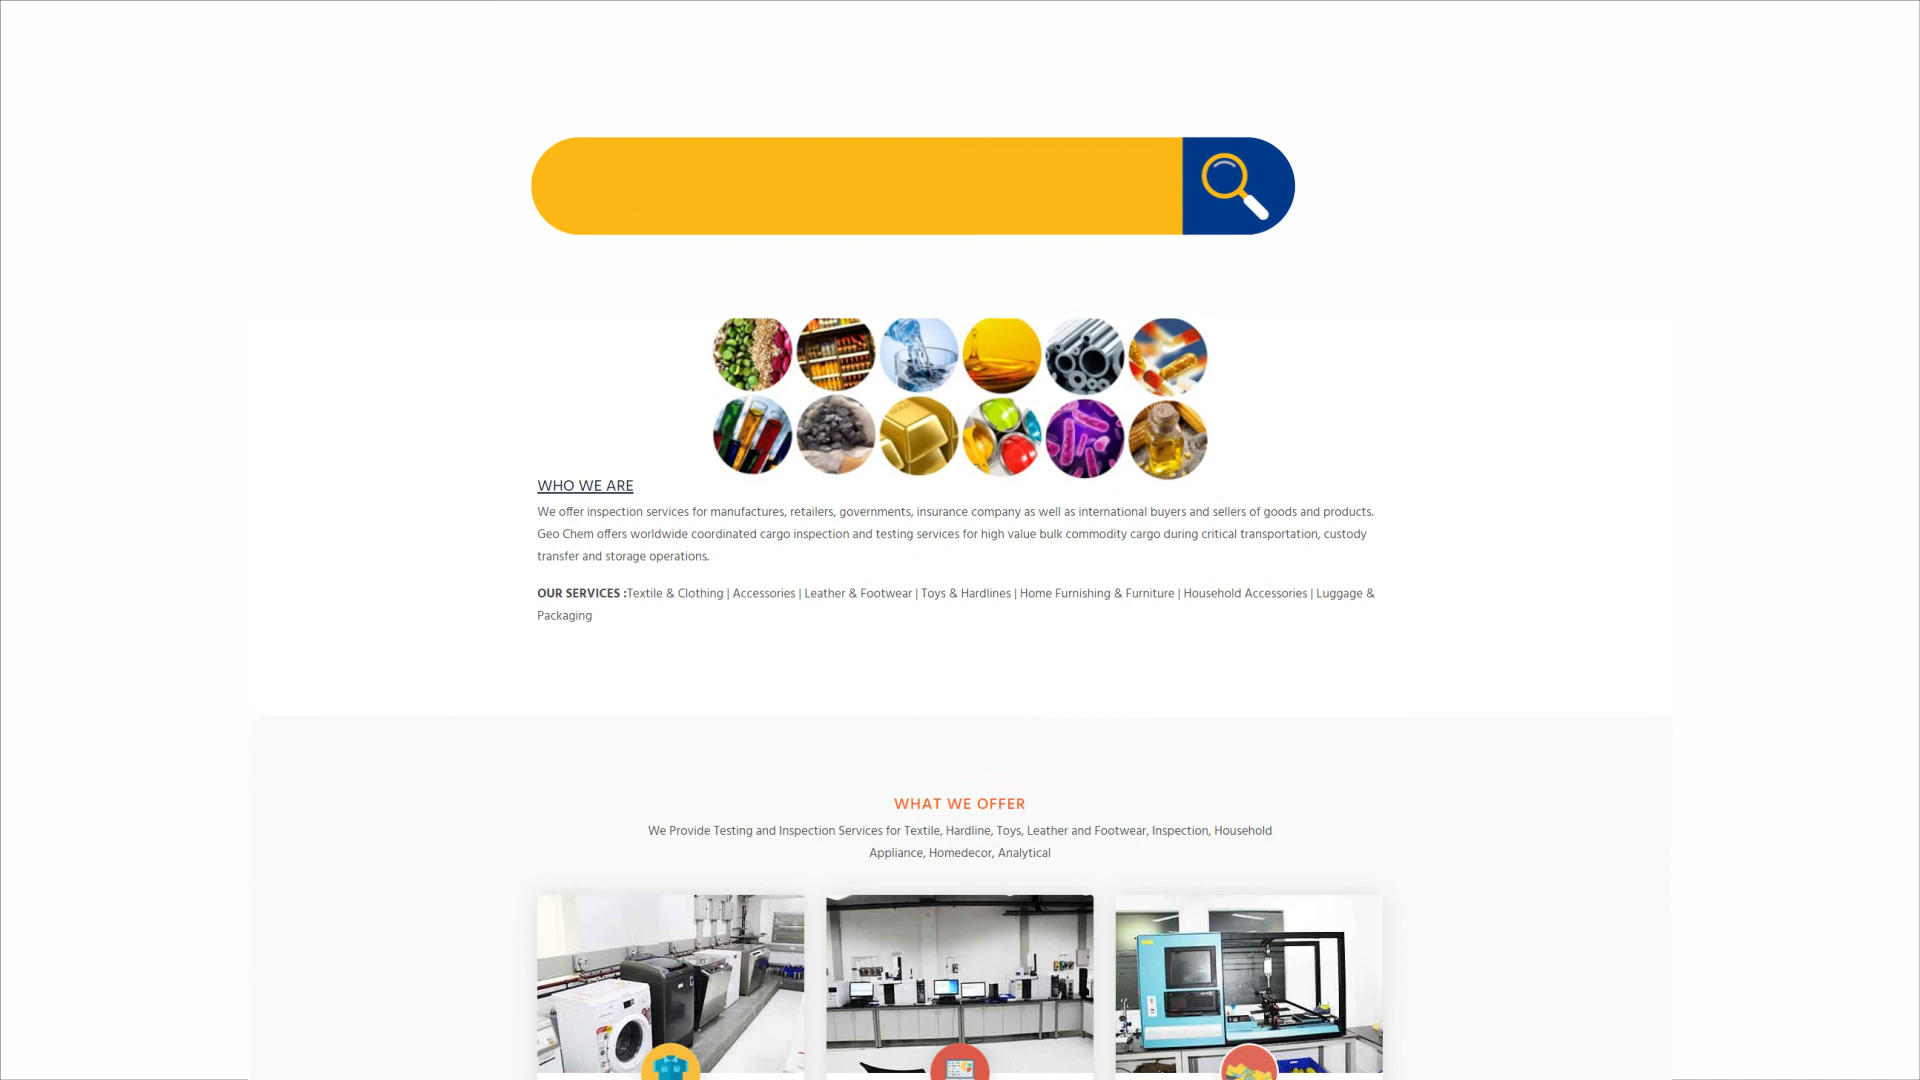 WHO WE ARE
We offer inspection services for manufactures, retailers, governments, insurance company as well as international buyers and sellers of goods and products.
Geo Chem offers worldwide coordinated cargo inspection and testing services for high value bulk commodity cargo during critical transportation, custody
transfer and storage operations.
OUR SERVICES :Textile & Clothing | Accessories | Leather & Footwear | Toys & Hardlines | Home Furnishing & Furniture | Household Accessories | Luggage &
Packaging
WHAT WE OFFER
We Provide Testing and Inspection Services for Textile, Hardline, Toys, Leather and Footwear, Inspection, Household
Appliance, Homedecor, Analytical